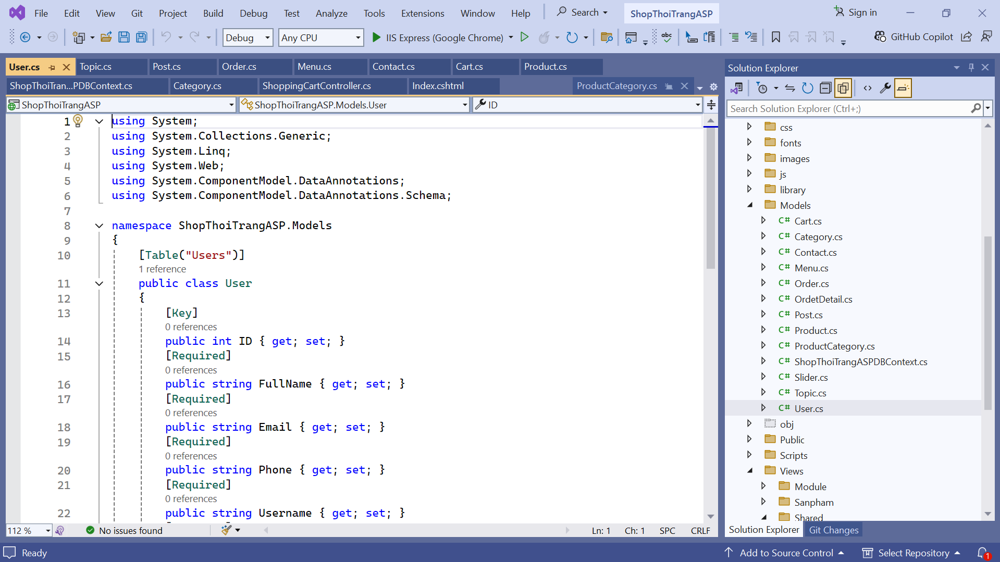 File Edit View Git Project Build Debug Test Analyze Tools Extensions Window Help Search ShopThoiTrangASP Sign in
Debug Any CPU IIS Express (Google Chrome) abc GitHub Copilot
User.cs Topic.cs Post.cs Order.cs Menu.cs Contact.cs Cart.cs Product.cs
ShopThoiTran...PDBContext.cs Category.cs ShoppingCartController.cs Index.cshtml ProductCategory.cs
ShopThoiTrangASP ShopThoiTrangASP.Models.User ID
1 using System;
2 using System.Collections.Generic;
3 using System.Linq;
4 using System.Web;
5 using System.ComponentModel.DataAnnotations;
6 using System.ComponentModel.DataAnnotations.Schema;
7
8 namespace ShopThoiTrangASP.Models
9 {
10 [Table("Users")]
1 reference
11 public class User
12 {
13 [Key]
0 references
14 public int ID { get; set; }
15 [Required]
0 references
16 public string FullName { get; set; }
17 [Required]
0 references
18 public string Email { get; set; }
19 [Required]
0 references
20 public string Phone { get; set; }
21 [Required]
0 references
22 public string Username { get; set; }
112 % No issues found Ln: 1 Ch: 1 SPC CRLF
Solution Explorer
Search Solution Explorer (Ctrl+;)
css
fonts
images
js
library
Models
C# Cart.cs
C# Category.cs
C# Contact.cs
C# Menu.cs
C# Order.cs
C# OrdetDetail.cs
C# Post.cs
C# Product.cs
C# ProductCategory.cs
C# ShopThoiTrangASPDBContext.cs
C# Slider.cs
C# Topic.cs
C# User.cs
obj
Public
Scripts
Views
Module
Sanpham
Shared
Solution Explorer Git Changes
Ready Add to Source Control Select Repository 1